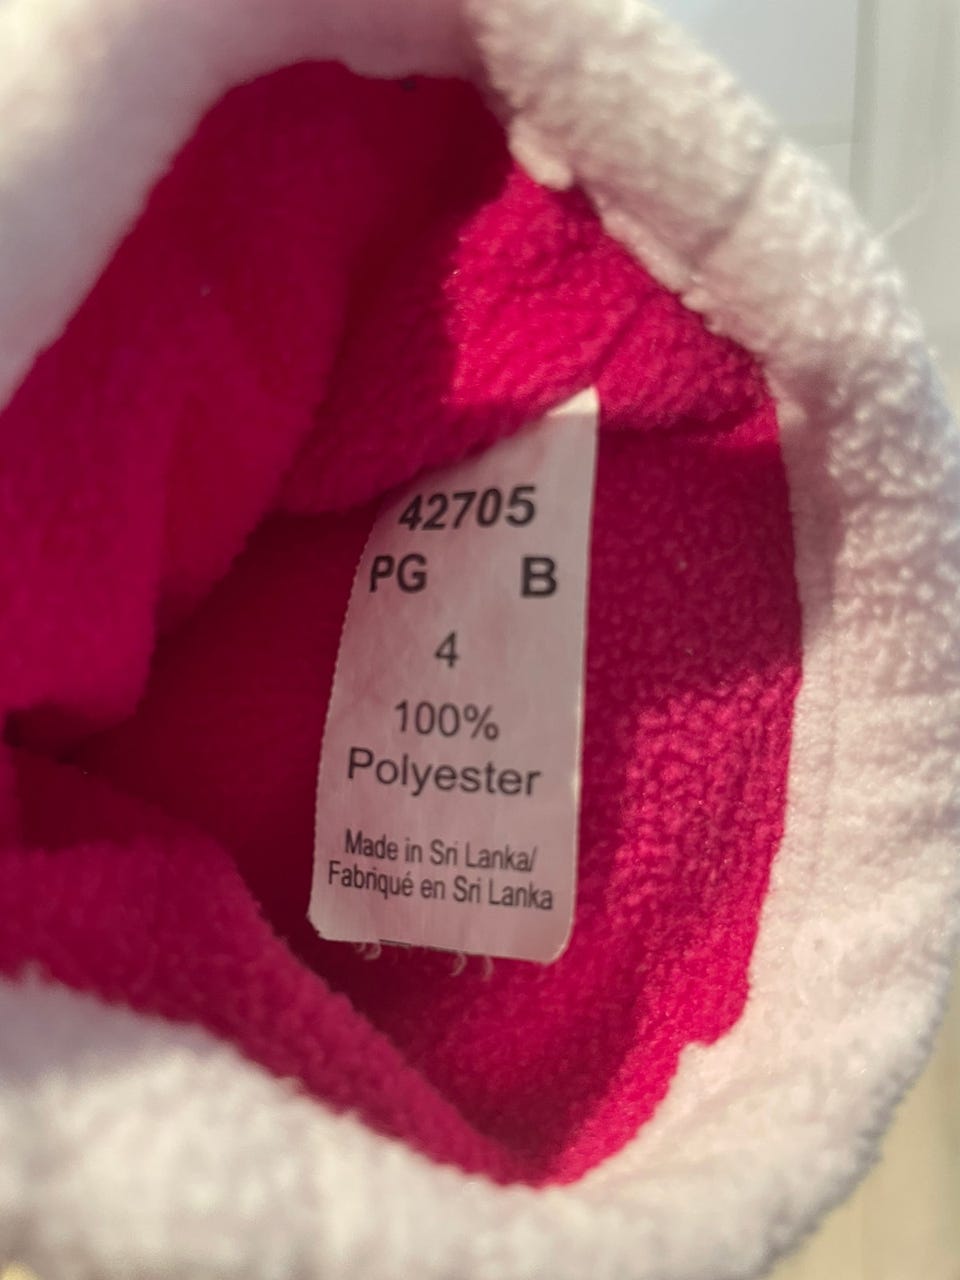 42705
PG B
4
100%
Polyester
Made in Sri Lanka/
Fabriqué en Sri Lanka